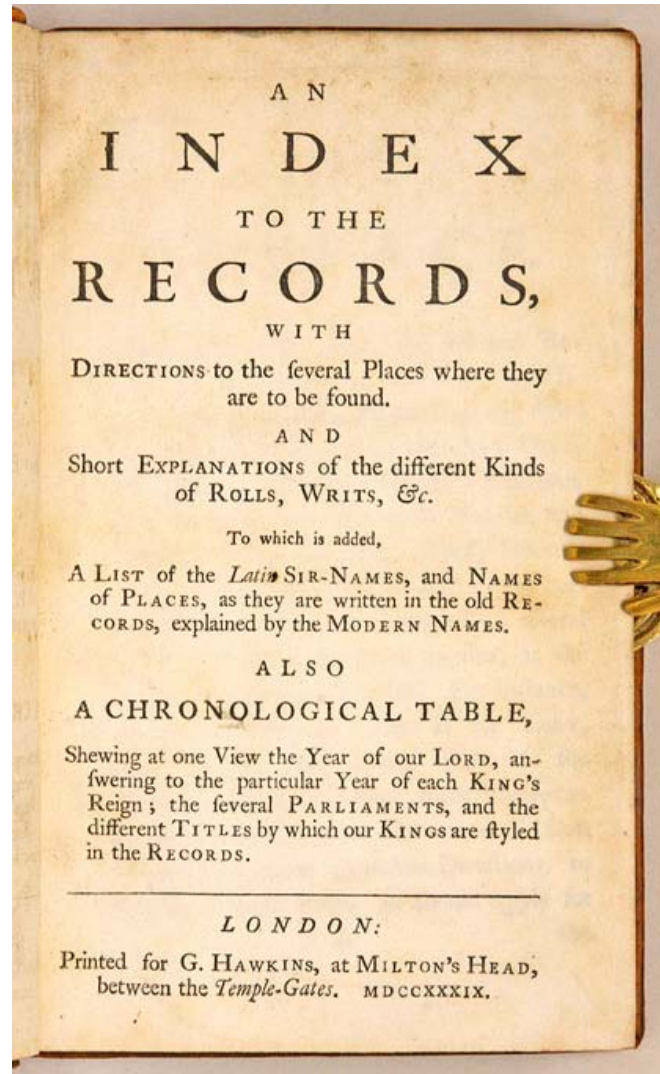 AN
INDEX
TO THE
RECORDS,
WITH
DIRECTIONS to the ſeveral Places where they
are to be found.
AND
Short EXPLANATIONS of the different Kinds
of ROLLS, WRITS, &c.
To which is added,
A LIST of the Latin SIR-NAMES, and NAMES
of PLACES, as they are written in the old RE-
CORDS, explained by the MODERN NAMES.
ALSO
A CHRONOLOGICAL TABLE,
Shewing at one View the Year of our LORD, an-
ſwering to the particular Year of each KING'S
Reign; the ſeveral PARLIAMENTS, and the
different TITLES by which our KINGS are ſtyled
in the RECORDS.
LONDON:
Printed for G. HAWKINS, at MILTON'S HEAD,
between the Temple-Gates. MDCCXXXIX.